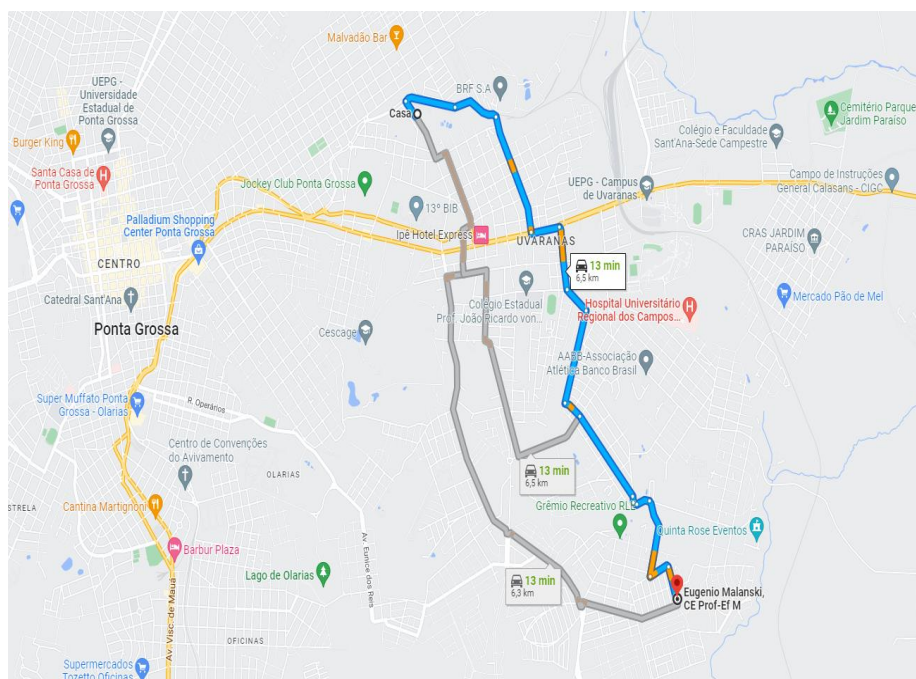 Malvadão Bar
UEPG -
Universidade
Estadual de
Ponta Grossa
BRF S.A
Casa
Cemitério Parque
Jardim Paraíso
Burger King
Colégio e Faculdade
Sant'Ana-Sede Campestre
Santa Casa de
Ponta Grossa
Jockey Club Ponta Grossa
Campo de Instruções
General Calasans - CIGC
UEPG - Campus
de Uvaranas
13º BIB
Palladium Shopping
Center Ponta Grossa
Ipê Hotel Express
UVARANAS
CRAS JARDIM
PARAÍSO
CENTRO
13 min
6,5 km
Catedral Sant'Ana
Colégio Estadual
Prof. João Ricardo von...
Hospital Universitário
Regional dos Campos...
Mercado Pão de Mel
Ponta Grossa
Cescage
AABB-Associação
Atlética Banco Brasil
Super Muffato Ponta
Grossa - Olarias
R. Operários
Centro de Convenções
do Avivamento
OLARIAS
13 min
6,5 km
Cantina Martignoni
ESTRELA
Grêmio Recreativo RLB
Quinta Rose Eventos
Barbur Plaza
Av. Eunice dos Reis
Lago de Olarias
13 min
6,3 km
Eugenio Malanski,
CE Prof-Ef M
Av. Visc. de Mauá
OFICINAS
Supermercados
Tozetto Oficinas